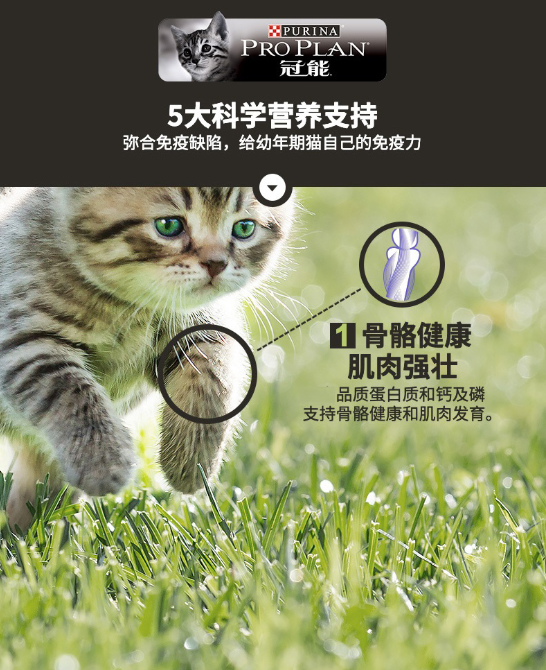 PURINA
PRO PLAN
冠能
5大科学营养支持
弥合免疫缺陷，给幼年期猫自己的免疫力
1 骨骼健康
肌肉强壮
品质蛋白质和钙及磷
支持骨骼健康和肌肉发育。